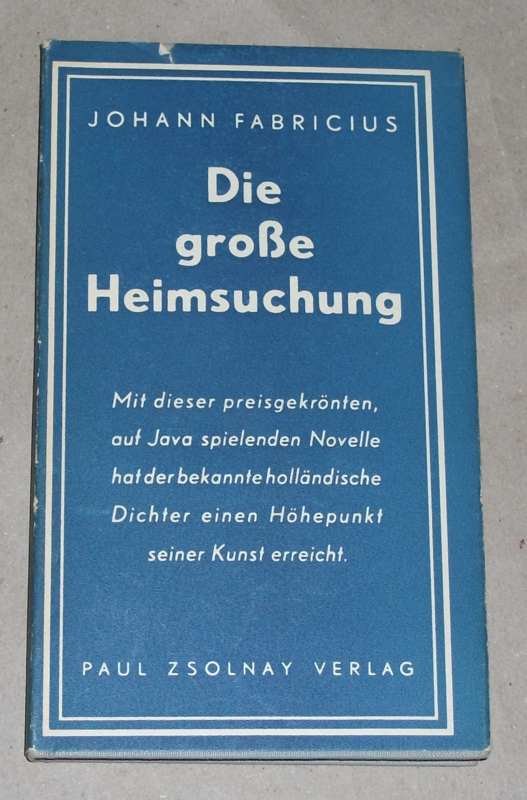 JOHANN FABRICIUS
Die
große
Heimsuchung
Mit dieser preisgekrönten,
auf Java spielenden Novelle
hat der bekannte holländische
Dichter einen Höhepunkt
seiner Kunst erreicht.
PAUL ZSOLNAY VERLAG